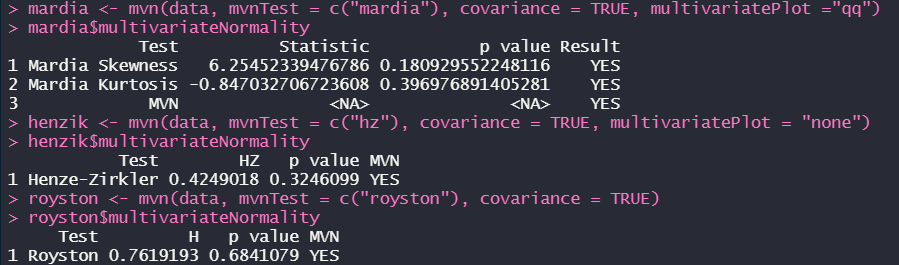 > mardia <- mvn(data, mvnTest = c("mardia"), covariance = TRUE, multivariatePlot ="qq")
> mardia$multivariateNormality
Test Statistic p value Result
1 Mardia Skewness 6.25452339476786 0.180929552248116 YES
2 Mardia Kurtosis -0.847032706723608 0.396976891405281 YES
3 MVN <NA> <NA> YES
> henzik <- mvn(data, mvnTest = c("hz"), covariance = TRUE, multivariatePlot = "none")
> henzik$multivariateNormality
Test HZ p value MVN
1 Henze-Zirkler 0.4249018 0.3246099 YES
> royston <- mvn(data, mvnTest = c("royston"), covariance = TRUE)
> royston$multivariateNormality
Test H p value MVN
1 Royston 0.7619193 0.6841079 YES